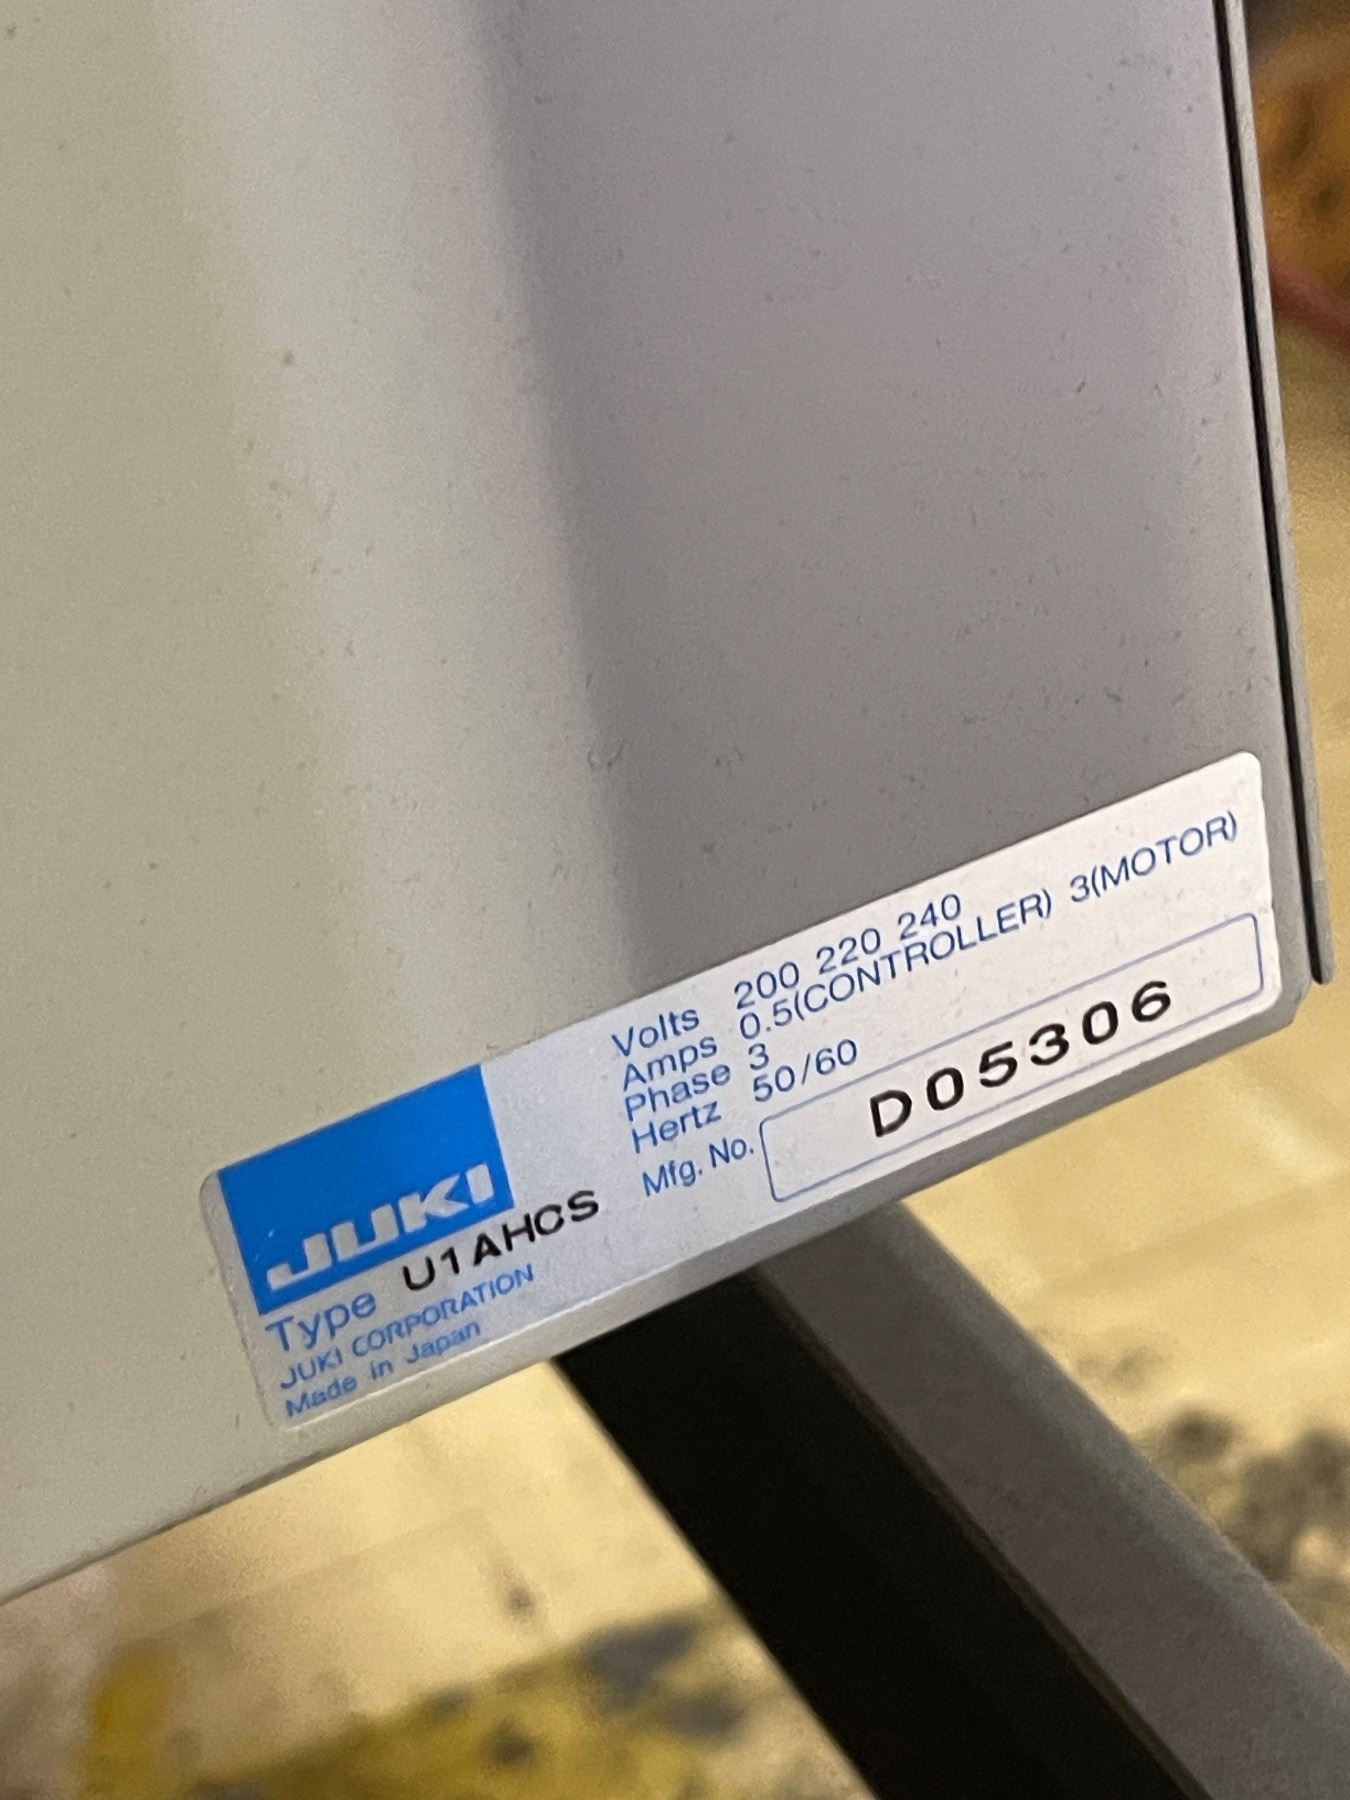 JUKI
Type U1AHCS
JUKI CORPORATION
Made in Japan
Volts 200 220 240
Amps 0.5(CONTROLLER) 3(MOTOR)
Phase 3
Hertz 50/60
Mfg. No. D05306